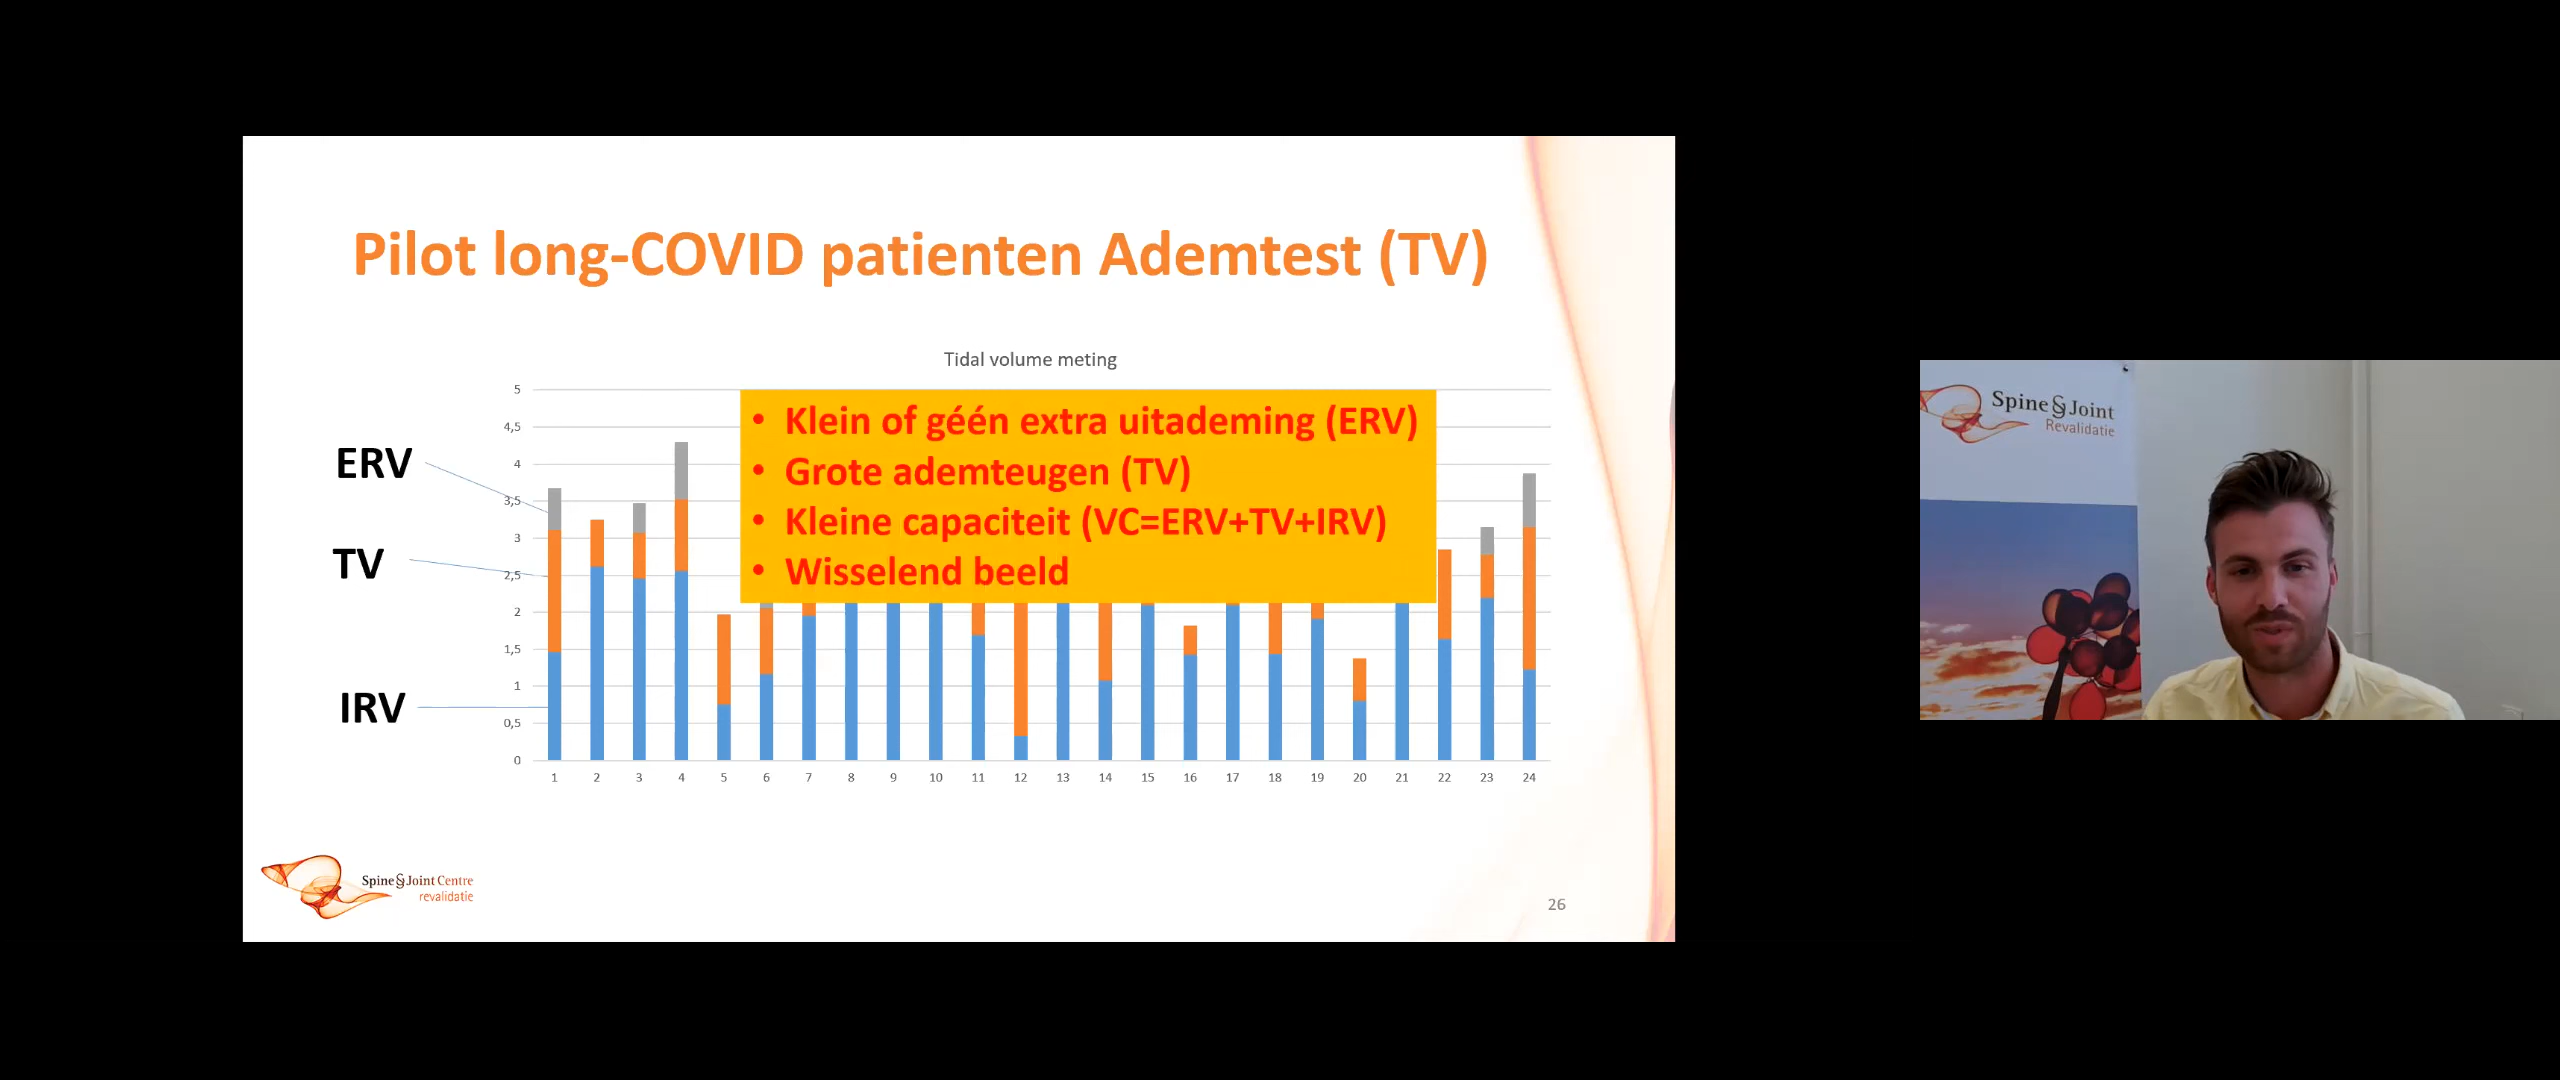 Pilot long-COVID patienten Ademtest (TV)
Tidal volume meting
5
4,5
4
3,5
3
2,5
2
1,5
1
0,5
0
ERV
TV
IRV
• Klein of géén extra uitademing (ERV)
• Grote ademteugen (TV)
• Kleine capaciteit (VC=ERV+TV+IRV)
• Wisselend beeld
1 2 3 4 5 6 7 8 9 10 11 12 13 14 15 16 17 18 19 20 21 22 23 24
Spine&Joint Centre
revalidatie
26
Spine&Joint
Revalidatie